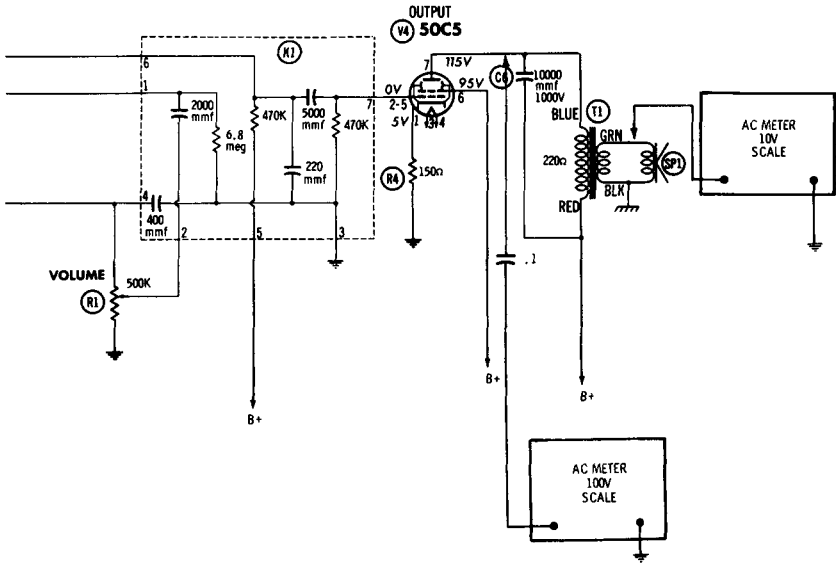 OUTPUT
V4 50C5
K1
6
1
2000
mmf
6.8
meg
470K
5000
mmf
220
mmf
470K
7
0V
2-5
5V
1
3
4
7
115V
95V
6
C6
10000
mmf
1000V
R4
150Ω
4
400
mmf
2
5
3
VOLUME
R1
500K
B+
.1
B+
BLUE
T1
220Ω
GRN
BLK
RED
SP1
B+
AC METER
10V
SCALE
AC METER
100V
SCALE